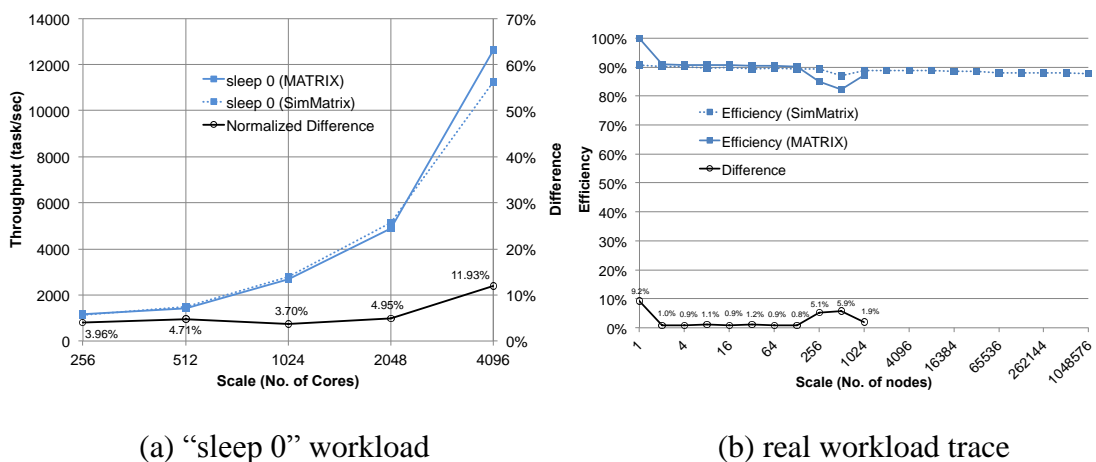 14000
12000
10000
8000
6000
4000
2000
0
Throughput (task/sec)
70%
60%
50%
40%
30%
20%
10%
0%
Difference
sleep 0 (MATRIX)
sleep 0 (SimMatrix)
Normalized Difference
3.96%
4.71%
3.70%
4.95%
11.93%
256 512 1024 2048 4096
Scale (No. of Cores)
(a) “sleep 0” workload
100%
90%
80%
70%
60%
50%
40%
30%
20%
10%
0%
Efficiency
Efficiency (SimMatrix)
Efficiency (MATRIX)
Difference
9.2%
1.0%
0.9%
1.1%
0.9%
1.2%
0.9%
0.8%
5.1%
5.9%
1.9%
1 4 16 64 256 1024 4096 16384 65536 262144 1048576
Scale (No. of nodes)
(b) real workload trace